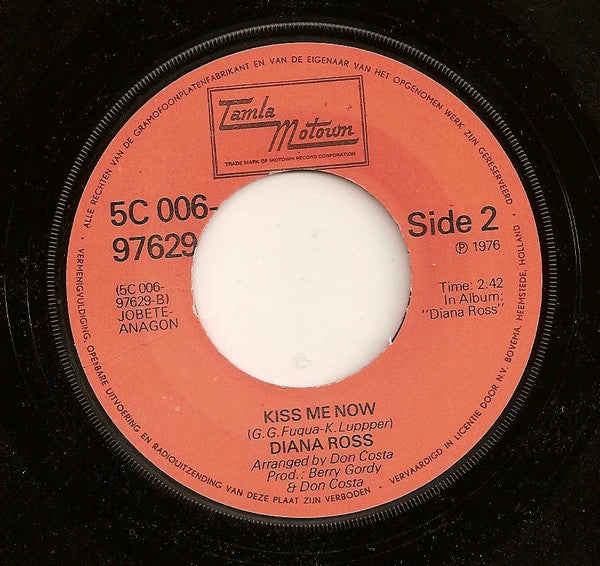 ALLE RECHTEN VAN DE GRAMOFOONPLATENFABRIKANT EN VAN DE EIGENAAR VAN HET OPGENOMEN WERK ZIJN GERESERVEERD
Tamla
Motown
TRADE MARK OF MOTOWN RECORD CORPORATION
5C 006-
97629
Side 2
℗ 1976
(5C 006-
97629-B)
JOBETE-
ANAGON
Time: 2:42
In Album:
"Diana Ross"
KISS ME NOW
(G.G.Fuqua-K.Luppper)
DIANA ROSS
Arranged by Don Costa
Prod.: Berry Gordy
& Don Costa
VERMENIGVULDIGING, OPENBARE UITVOERING EN RADIOUITZENDING VAN DEZE PLAAT ZIJN VERBODEN - VERVAARDIGD IN LICENTIE DOOR N.V. BOVEMA, HEEMSTEDE, HOLLAND -